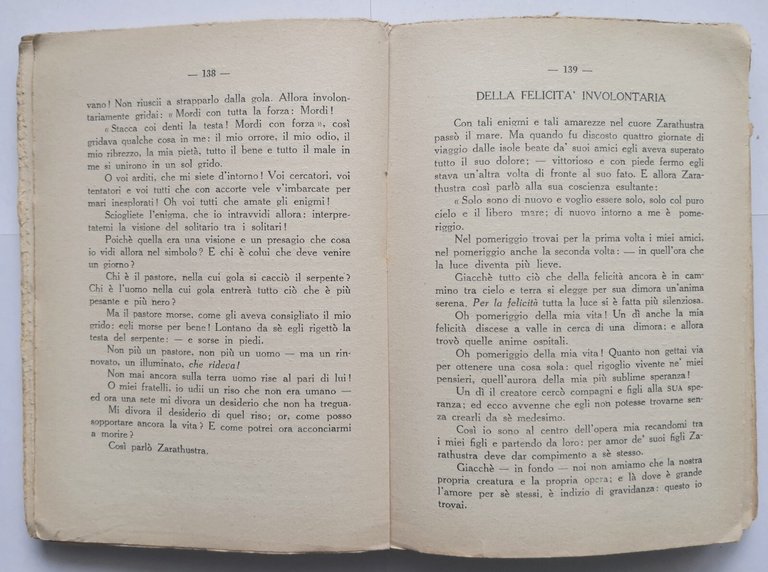 — 138 —
vano! Non riuscii a strapparlo dalla gola. Allora involon-
tariamente gridai: « Mordi con tutta la forza: Mordi!
« Stacca coi denti la testa! Mordi con forza », così
gridava qualche cosa in me: il mio orrore, il mio odio, il
mio ribrezzo, la mia pietà, tutto il bene e tutto il male in
me si unirono in un sol grido.
O voi arditi, che mi siete d'intorno! Voi cercatori, voi
tentatori e voi tutti che con accorte vele v'imbarcate per
mari inesplorati! Oh voi tutti che amate gli enigmi!
Sciogliete l'enigma, che io intravvidi allora: interpre-
tatemi la visione del solitario tra i solitari!
Poichè quella era una visione e un presagio che cosa
io vidi allora nel simbolo? E chi è colui che deve venire
un giorno?
Chi è il pastore, nella cui gola si cacciò il serpente?
Chi è l'uomo nella cui gola entrerà tutto ciò che è più
pesante e più nero?
Ma il pastore morse, come gli aveva consigliato il mio
grido: egli morse per bene! Lontano da sè egli rigettò la
testa del serpente: — e sorse in piedi.
Non più un pastore, non più un uomo — ma un rin-
novato, un illuminato, che rideva!
Non mai ancora sulla terra uomo rise al pari di lui!
O miei fratelli, io udii un riso che non era umano —
ed ora una sete mi divora un desiderio che non ha tregua.
Mi divora il desiderio di quel riso; or, come posso
sopportare ancora la vita? E come potrei ora acconciarmi
a morire?
Così parlò Zarathustra.
— 139 —
DELLA FELICITA' INVOLONTARIA
Con tali enigmi e tali amarezze nel cuore Zarathustra
passò il mare. Ma quando fu discosto quattro giornate di
viaggio dalle isole beate da' suoi amici egli aveva superato
tutto il suo dolore; — vittorioso e con piede fermo egli
stava un'altra volta di fronte al suo fato. E allora Zara-
thustra così parlò alla sua coscienza esultante:
« Solo sono di nuovo e voglio essere solo, solo col puro
cielo e il libero mare; di nuovo intorno a me è pome-
riggio.
Nel pomeriggio trovai per la prima volta i miei amici,
nel pomeriggio anche la seconda volta: — in quell'ora che
la luce diventa più lieve.
Giacchè tutto ciò che della felicità ancora è in cam-
mino tra cielo e terra si elegge per sua dimora un'anima
serena. Per la felicità tutta la luce si è fatta più silenziosa.
Oh pomeriggio della mia vita! Un dì anche la mia
felicità discese a valle in cerca di una dimora; e allora
trovò quelle anime ospitali.
Oh pomeriggio della mia vita! Quanto non gettai via
per ottenere una cosa sola: quel rigoglio vivente ne' miei
pensieri, quell'aurora della mia più sublime speranza!
Un dì il creatore cercò compagni e figli alla SUA spe-
ranza; ed ecco avvenne che egli non potesse trovarne sen-
za crearli da sè medesimo.
Così io sono al centro dell'opera mia recandomi tra
i miei figli e partendo da loro: per amor de' suoi figli Za-
rathustra deve dar compimento a sè stesso.
Giacchè — in fondo — noi non amiamo che la nostra
propria creatura e la propria opera; e là dove è grande
l'amore per sè stessi, è indizio di gravidanza: questo io
trovai.